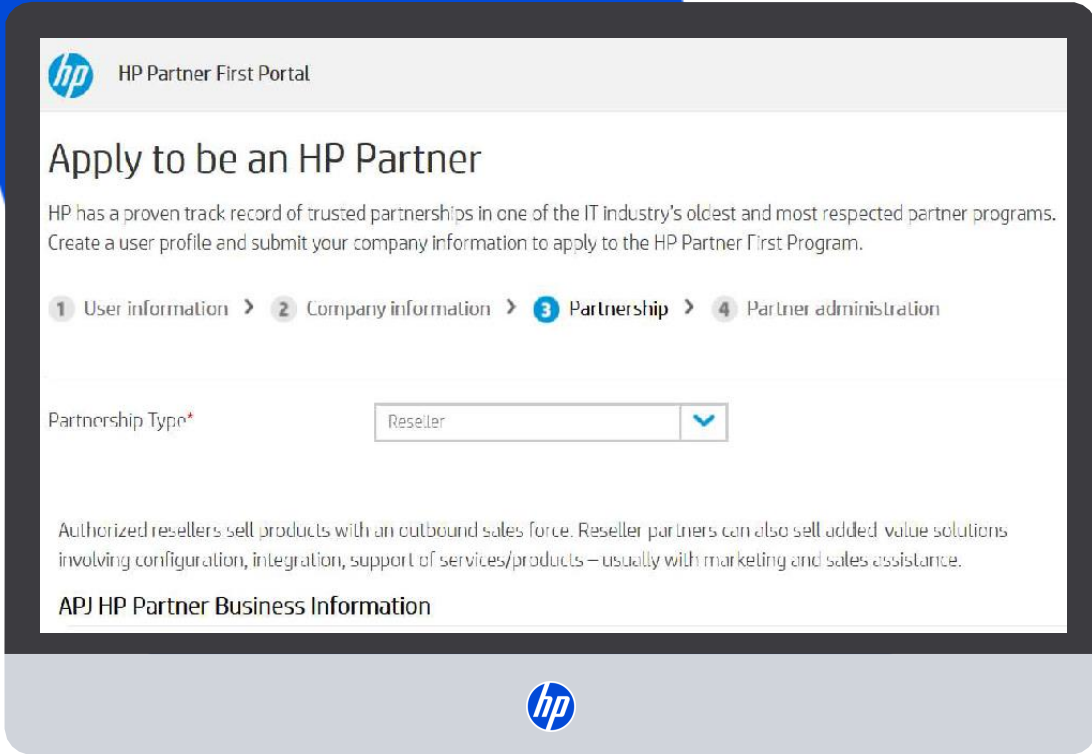 hp HP Partner First Portal
Apply to be an HP Partner
HP has a proven track record of trusted partnerships in one of the IT industry's oldest and most respected partner programs.
Create a user profile and submit your company information to apply to the HP Partner First Program.
1 User information > 2 Company information > 3 Partnership > 4 Partner administration
Partnership Type* Reseller
Authorized resellers sell products with an outbound sales force. Reseller partners can also sell added value solutions
involving configuration, integration, support of services/products – usually with marketing and sales assistance.
APJ HP Partner Business Information
hp